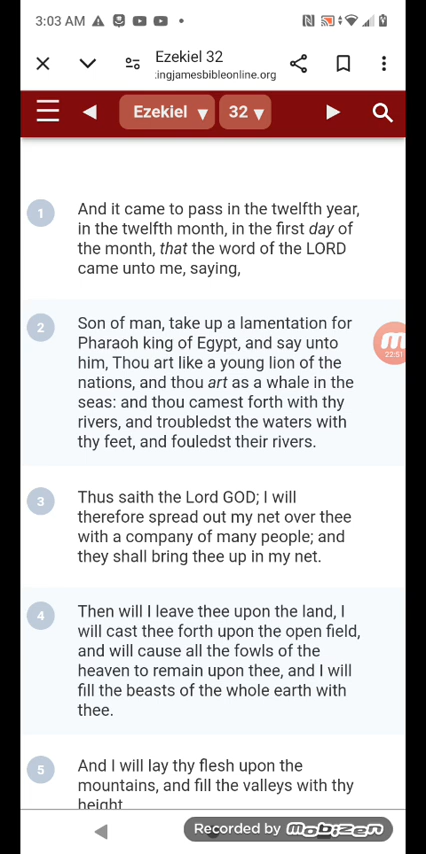 3:03 AM
Ezekiel 32
:ingjamesbibleonline.org
Ezekiel
32
1
And it came to pass in the twelfth year,
in the twelfth month, in the first day of
the month, that the word of the LORD
came unto me, saying,
2
Son of man, take up a lamentation for
Pharaoh king of Egypt, and say unto
him, Thou art like a young lion of the
nations, and thou art as a whale in the
seas: and thou camest forth with thy
rivers, and troubledst the waters with
thy feet, and fouledst their rivers.
22:51
3
Thus saith the Lord GOD; I will
therefore spread out my net over thee
with a company of many people; and
they shall bring thee up in my net.
4
Then will I leave thee upon the land, I
will cast thee forth upon the open field,
and will cause all the fowls of the
heaven to remain upon thee, and I will
fill the beasts of the whole earth with
thee.
5
And I will lay thy flesh upon the
mountains, and fill the valleys with thy
height
Recorded by mobizen